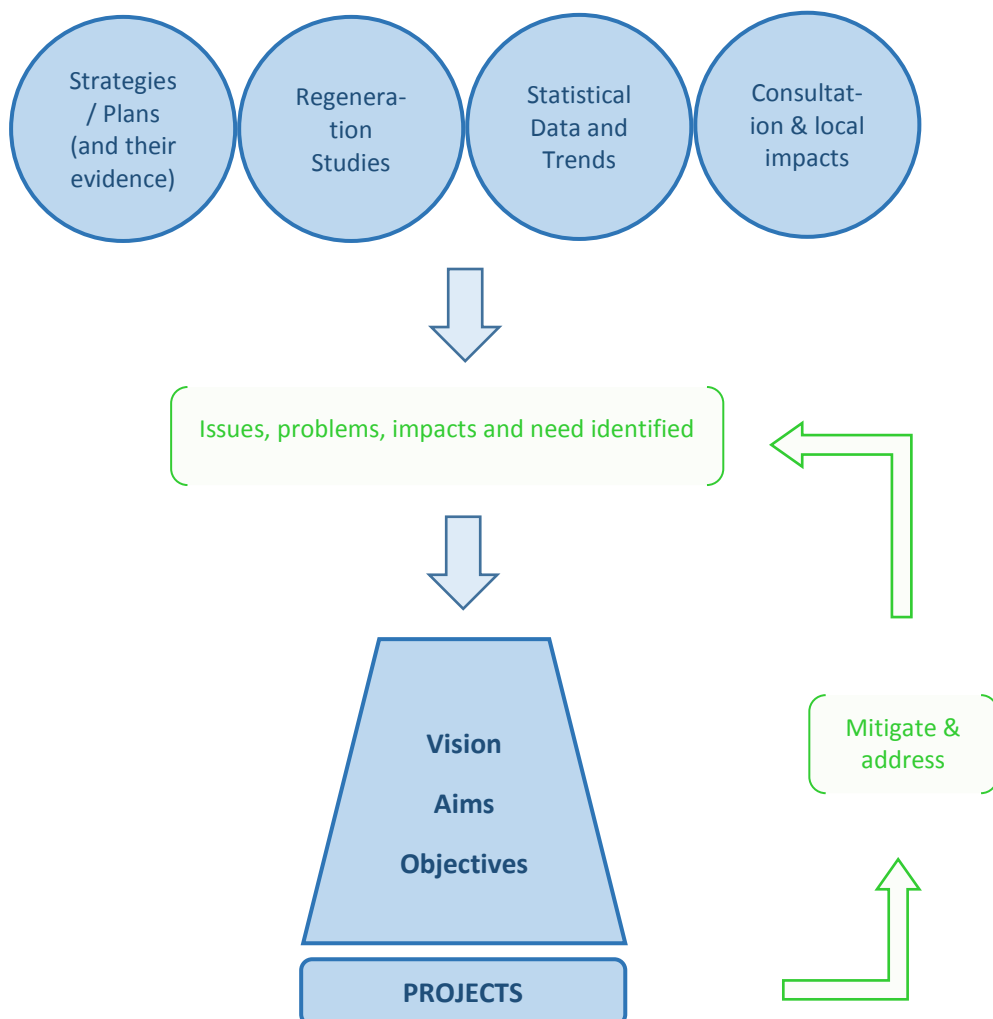 Strategies
/ Plans
(and their
evidence)
Regenera-
tion
Studies
Statistical
Data and
Trends
Consultat-
ion & local
impacts
Issues, problems, impacts and need identified
Mitigate &
address
Vision
Aims
Objectives
PROJECTS